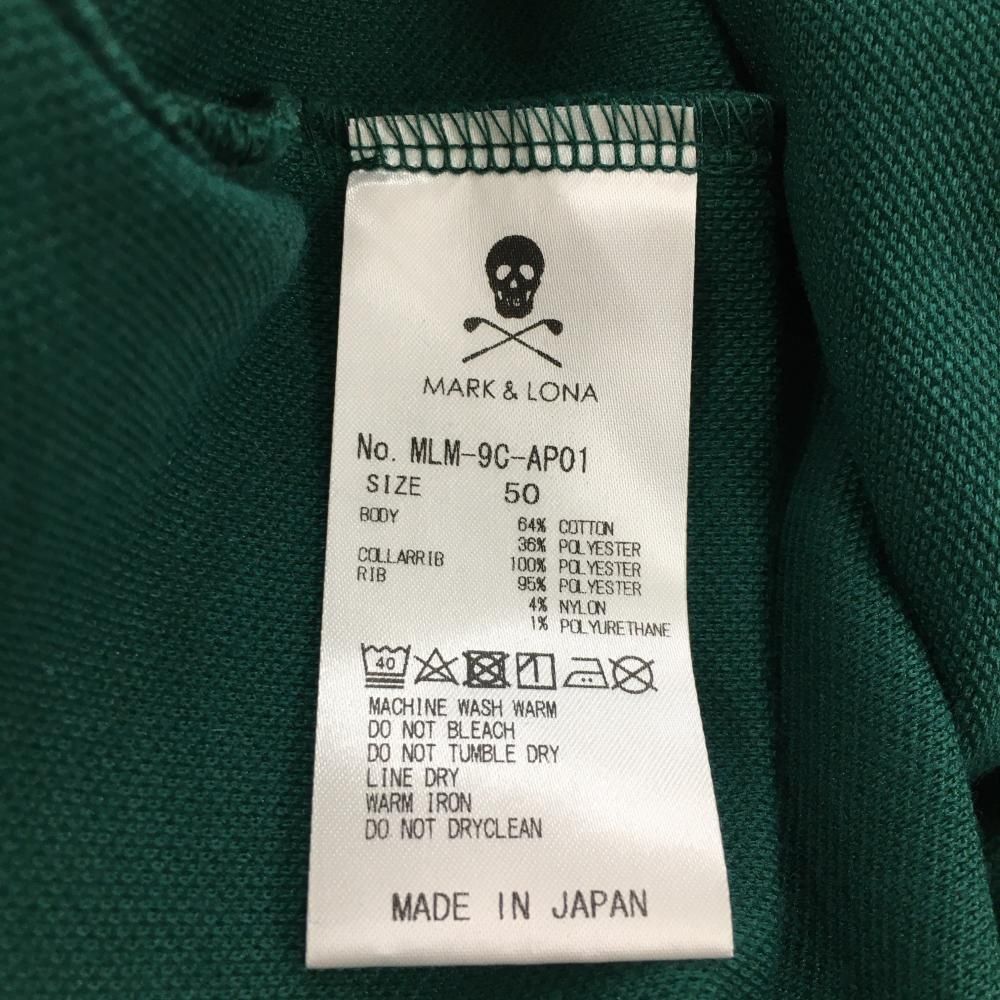 MARK & LONA
No. MLM-9C-AP01
SIZE 50
BODY 64% COTTON
36% POLYESTER
COLLARRIB 100% POLYESTER
RIB 95% POLYESTER
4% NYLON
1% POLYURETHANE
40
MACHINE WASH WARM
DO NOT BLEACH
DO NOT TUMBLE DRY
LINE DRY
WARM IRON
DO NOT DRYCLEAN
MADE IN JAPAN